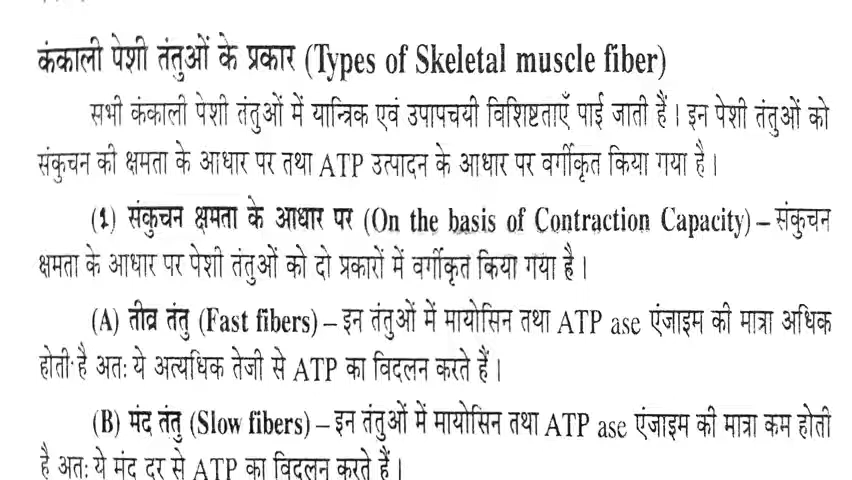 कंकाली पेशी तंतुओं के प्रकार (Types of Skeletal muscle fiber)
सभी कंकाली पेशी तंतुओं में यान्त्रिक एवं उपापचयी विशिष्टताएँ पाई जाती हैं। इन पेशी तंतुओं को
संकुचन की क्षमता के आधार पर तथा ATP उत्पादन के आधार पर वर्गीकृत किया गया है।
(1) संकुचन क्षमता के आधार पर (On the basis of Contraction Capacity) – संकुचन
क्षमता के आधार पर पेशी तंतुओं को दो प्रकारों में वर्गीकृत किया गया है।
(A) तीव्र तंतु (Fast fibers) – इन तंतुओं में मायोसिन तथा ATP ase एंजाइम की मात्रा अधिक
होती है अतः ये अत्यधिक तेजी से ATP का विदलन करते हैं।
(B) मंद तंतु (Slow fibers) – इन तंतुओं में मायोसिन तथा ATP ase एंजाइम की मात्रा कम होती
है अतः ये मंद दर से ATP का विदलन करते हैं।